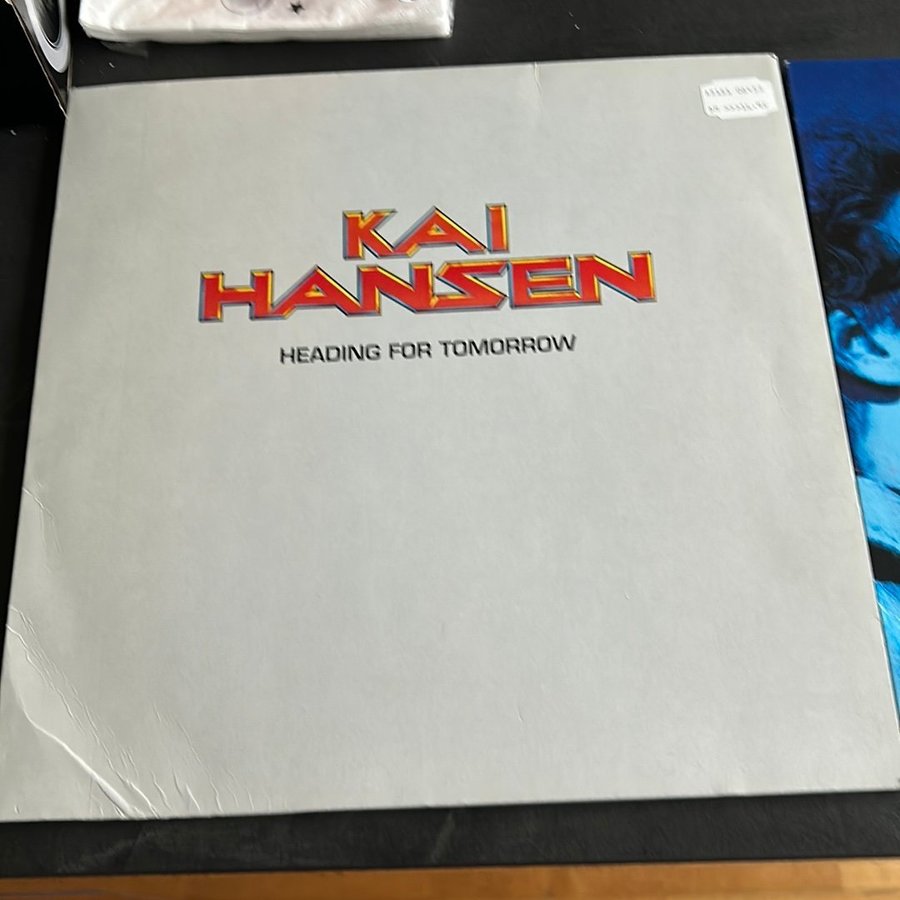 KAI
HANSEN
HEADING FOR TOMORROW